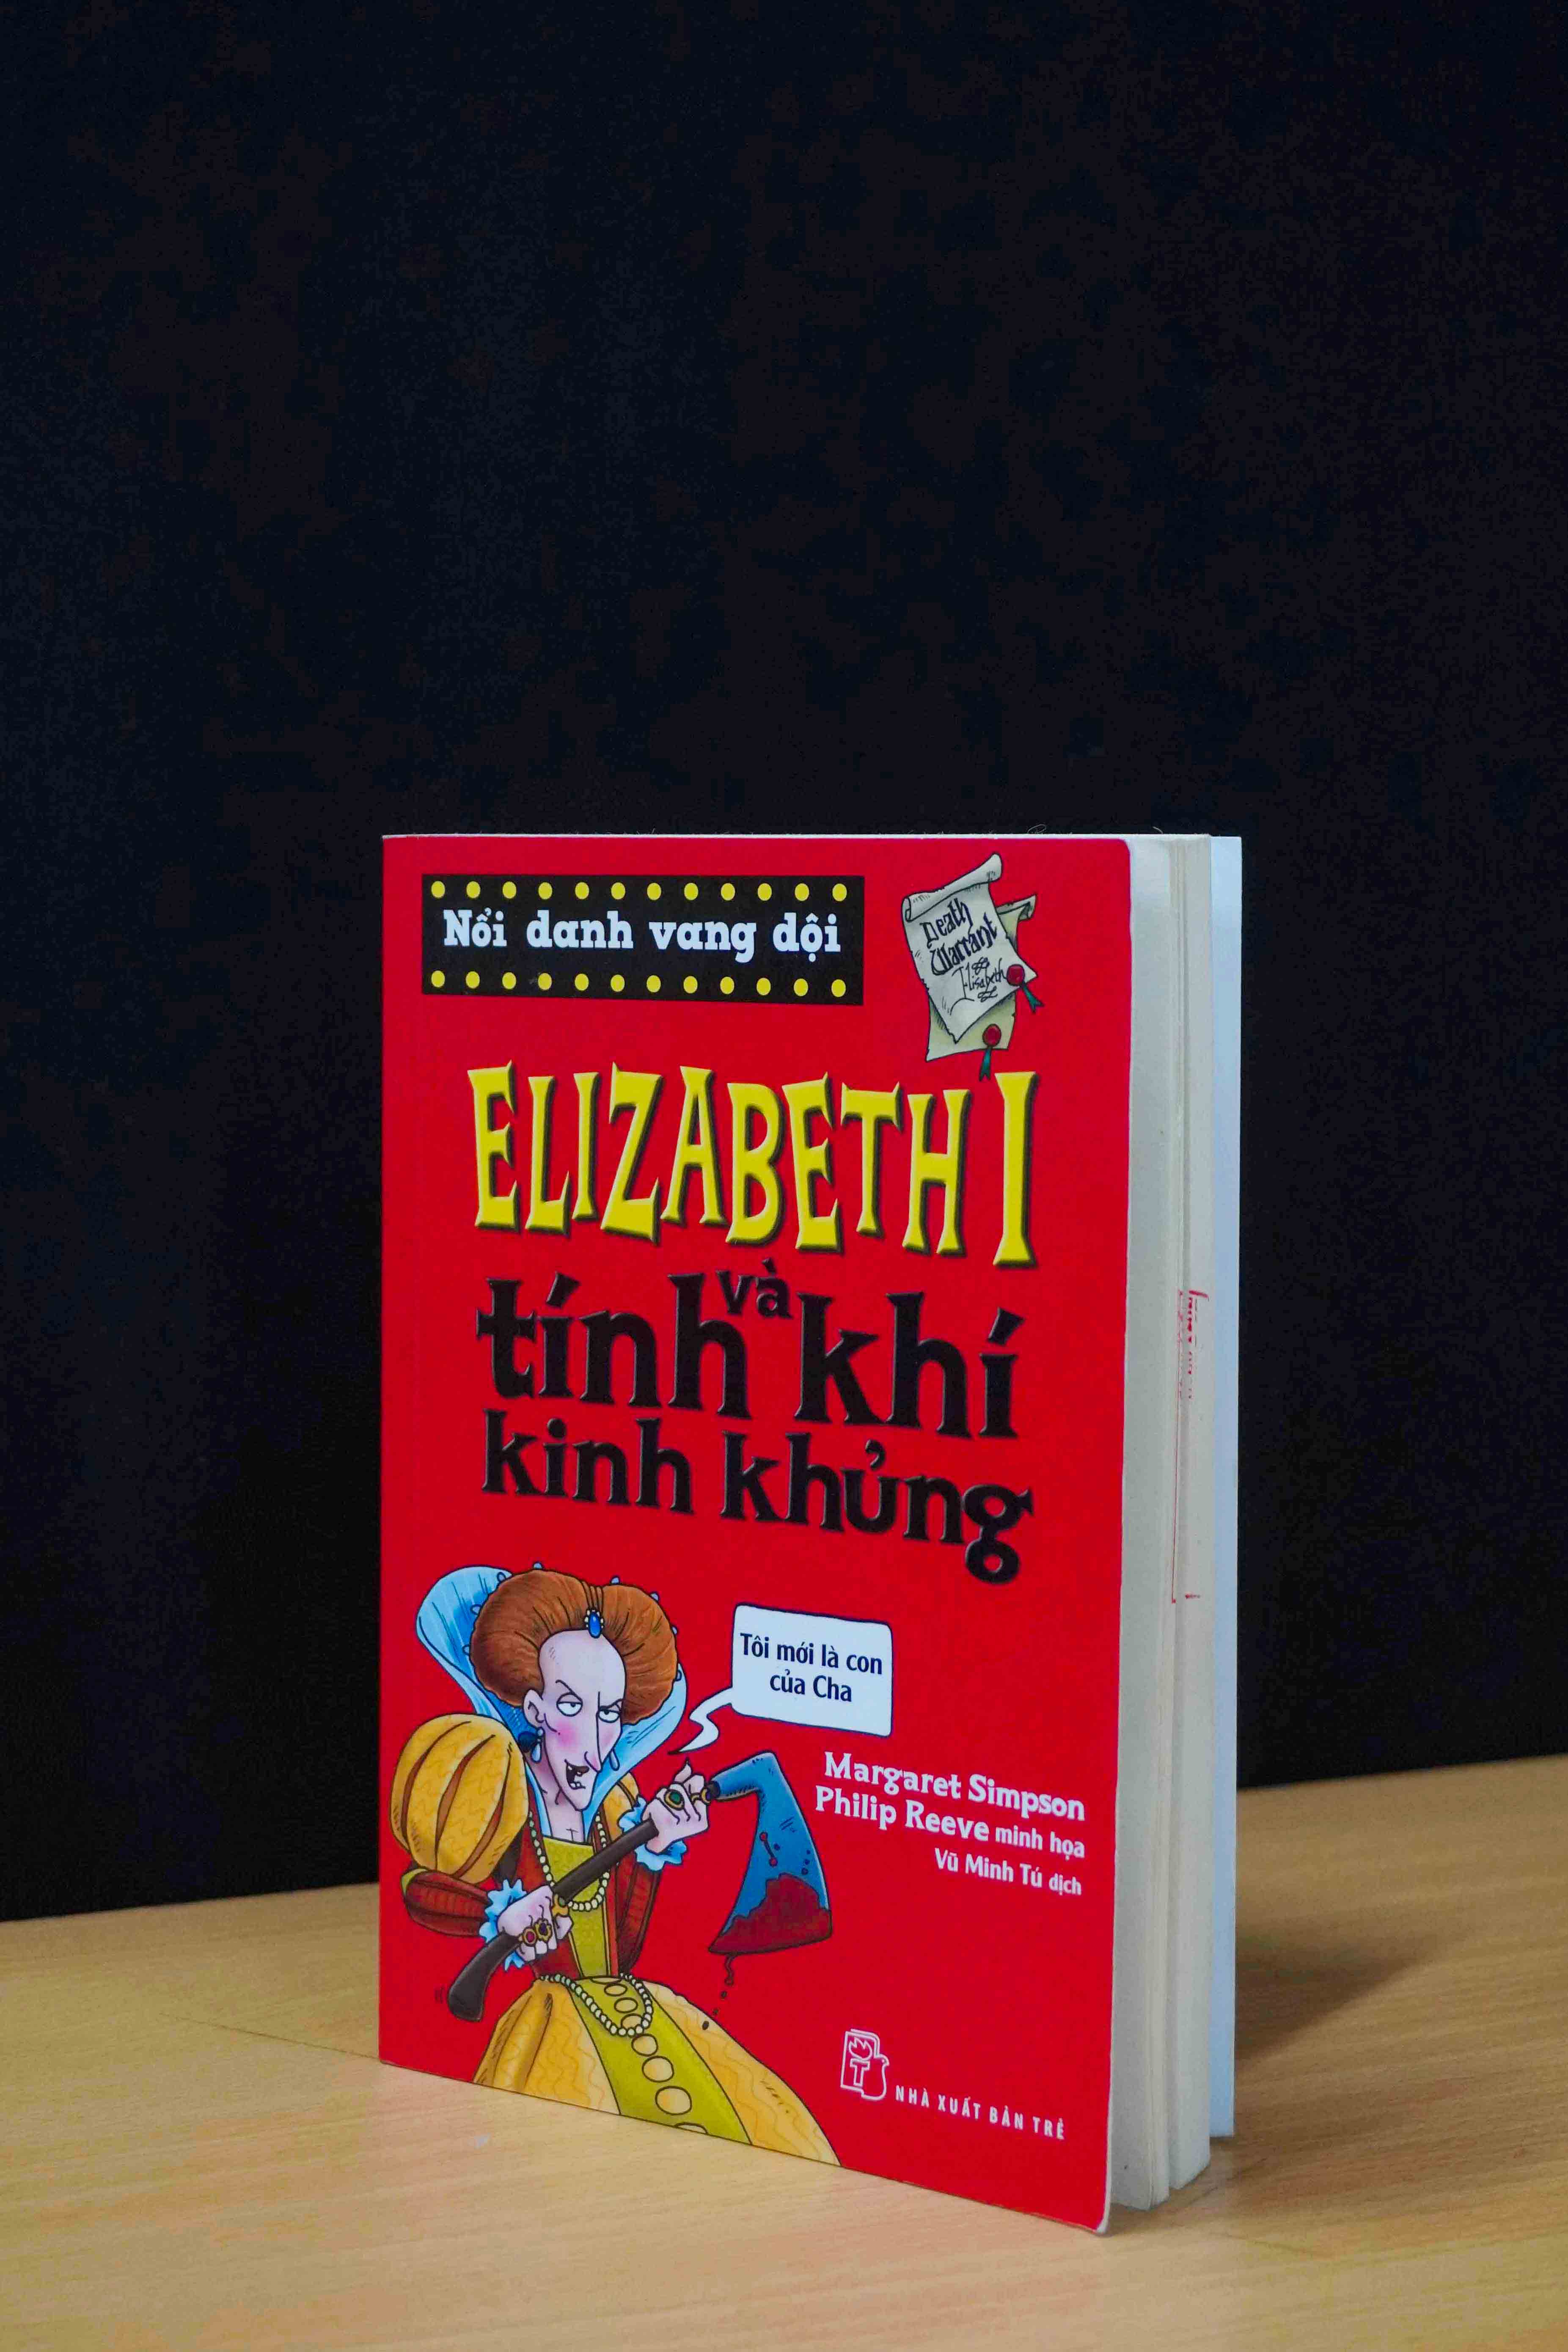 Nổi danh vang dội
Death
Warrant
Elisabeth
ELIZABETH I
và
tính khí
kinh khủng
Tôi mới là con
của Cha
Margaret Simpson
Philip Reeve minh họa
Vũ Minh Tú dịch
NHÀ XUẤT BẢN TRẺ